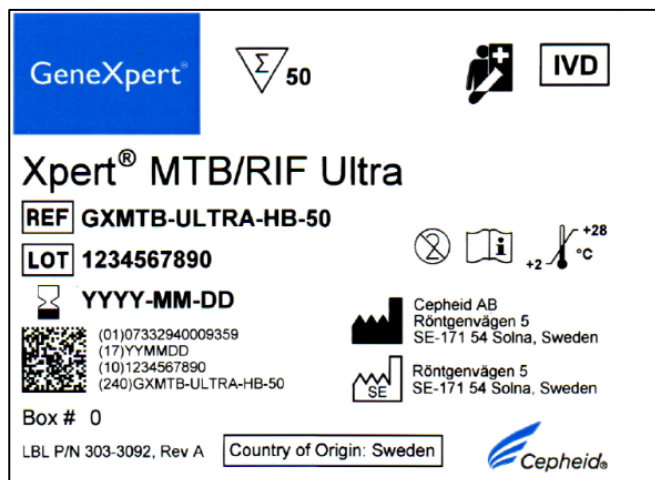 GeneXpert®
Σ 50
IVD
Xpert® MTB/RIF Ultra
REF GXMTB-ULTRA-HB-50
LOT 1234567890
YYYY-MM-DD
2
i
+2
+28
°C
(01)07332940009359
(17)YYMMDD
(10)1234567890
(240)GXMTB-ULTRA-HB-50
Cepheid AB
Röntgenvägen 5
SE-171 54 Solna, Sweden
SE
Röntgenvägen 5
SE-171 54 Solna, Sweden
Box # 0
LBL P/N 303-3092, Rev A
Country of Origin: Sweden
Cepheid®